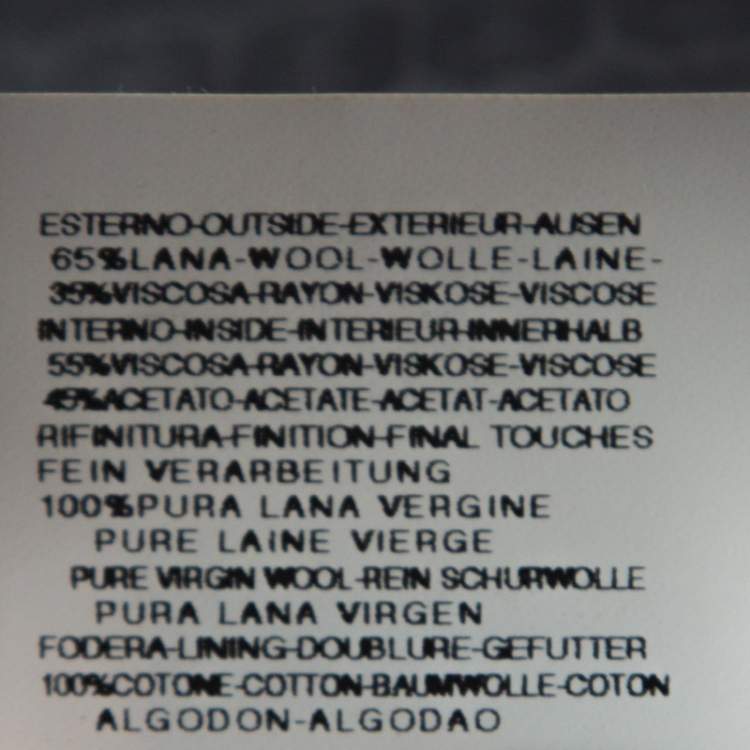 ESTERNO-OUTSIDE-EXTERIEUR-AUSEN
65%LANA-WOOL-WOLLE-LAINE-
35%VISCOSA-RAYON-VISKOSE-VISCOSE
INTERNO-INSIDE-INTERIEUR-INNERHALB
55%VISCOSA-RAYON-VISKOSE-VISCOSE
45%ACETATO-ACETATE-ACETAT-ACETATO
RIFINITURA-FINITION-FINAL TOUCHES
FEIN VERARBEITUNG
100%PURA LANA VERGINE
PURE LAINE VIERGE
PURE VIRGIN WOOL-REIN SCHURWOLLE
PURA LANA VIRGEN
FODERA-LINING-DOUBLURE-GEFUTTER
100%COTONE-COTTON-BAUMWOLLE-COTON
ALGODON-ALGODAO